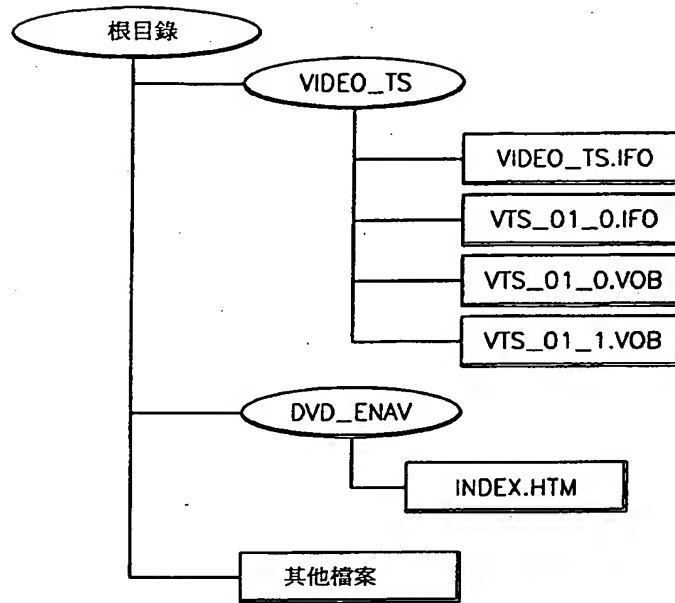 根目錄
VIDEO_TS
VIDEO_TS.IFO
VTS_01_0.IFO
VTS_01_0.VOB
VTS_01_1.VOB
DVD_ENAV
INDEX.HTM
其他檔案